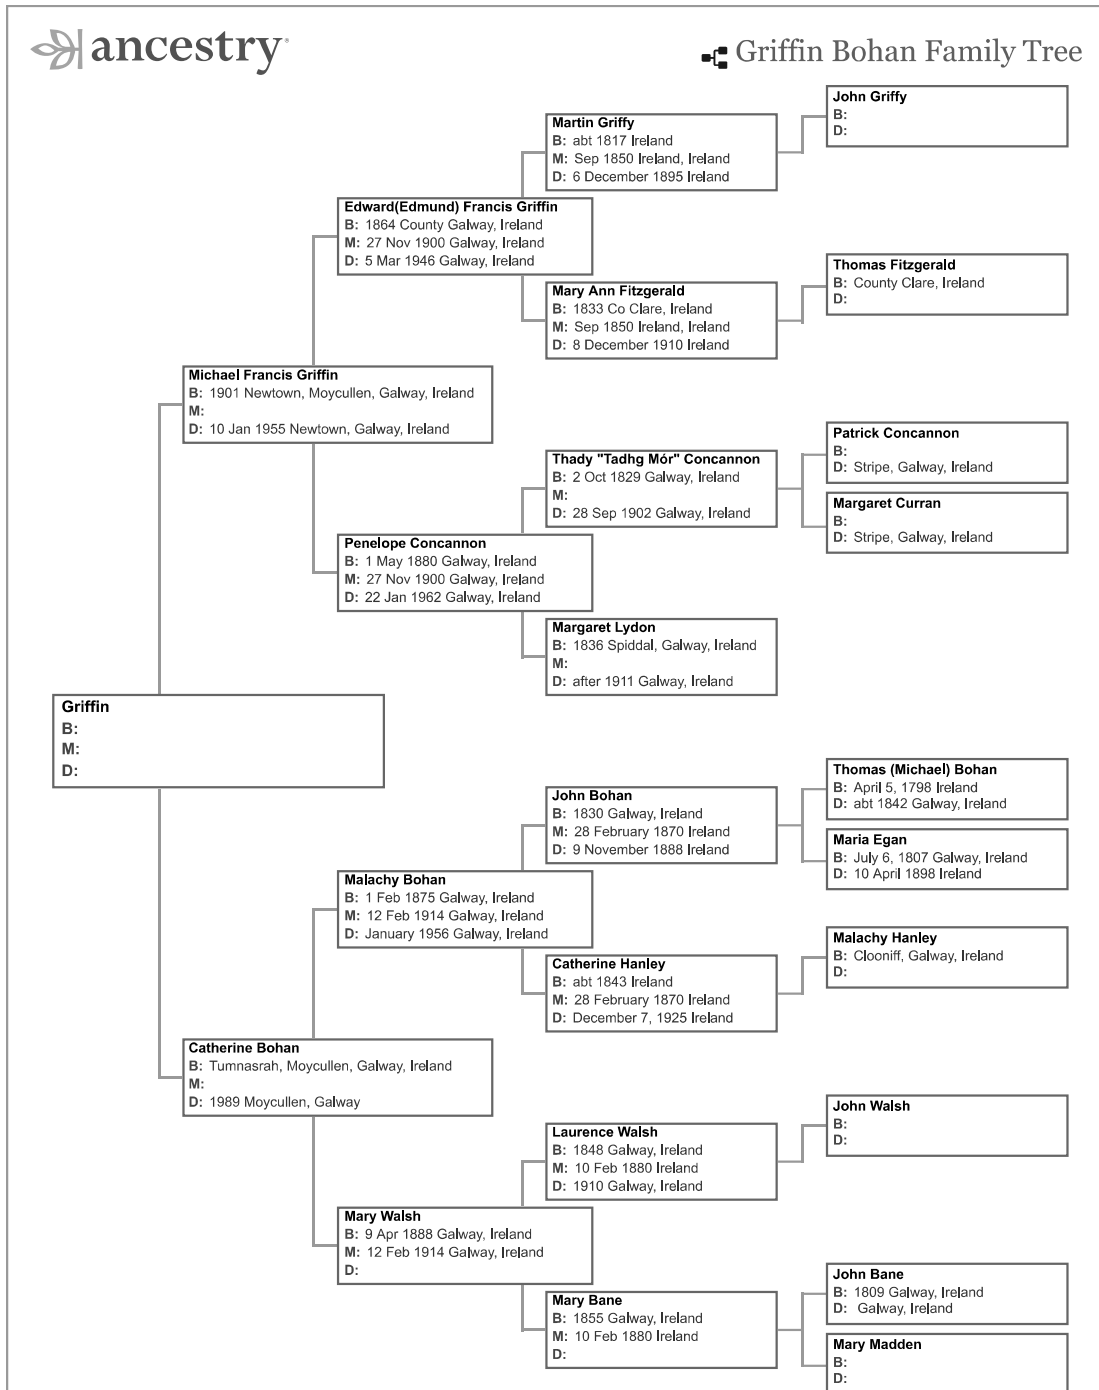 ancestry
Griffin Bohan Family Tree
John Griffy
B:
D:
Martin Griffy
B: abt 1817 Ireland
M: Sep 1850 Ireland, Ireland
D: 6 December 1895 Ireland
Edward(Edmund) Francis Griffin
B: 1864 County Galway, Ireland
M: 27 Nov 1900 Galway, Ireland
D: 5 Mar 1946 Galway, Ireland
Thomas Fitzgerald
B: County Clare, Ireland
D:
Mary Ann Fitzgerald
B: 1833 Co Clare, Ireland
M: Sep 1850 Ireland, Ireland
D: 8 December 1910 Ireland
Michael Francis Griffin
B: 1901 Newtown, Moycullen, Galway, Ireland
M:
D: 10 Jan 1955 Newtown, Galway, Ireland
Patrick Concannon
B:
D: Stripe, Galway, Ireland
Thady "Tadhg Mór" Concannon
B: 2 Oct 1829 Galway, Ireland
M:
D: 28 Sep 1902 Galway, Ireland
Margaret Curran
B:
D: Stripe, Galway, Ireland
Penelope Concannon
B: 1 May 1880 Galway, Ireland
M: 27 Nov 1900 Galway, Ireland
D: 22 Jan 1962 Galway, Ireland
Margaret Lydon
B: 1836 Spiddal, Galway, Ireland
M:
D: after 1911 Galway, Ireland
Griffin
B:
M:
D:
Thomas (Michael) Bohan
B: April 5, 1798 Ireland
D: abt 1842 Galway, Ireland
John Bohan
B: 1830 Galway, Ireland
M: 28 February 1870 Ireland
D: 9 November 1888 Ireland
Maria Egan
B: July 6, 1807 Galway, Ireland
D: 10 April 1898 Ireland
Malachy Bohan
B: 1 Feb 1875 Galway, Ireland
M: 12 Feb 1914 Galway, Ireland
D: January 1956 Galway, Ireland
Malachy Hanley
B: Clooniff, Galway, Ireland
D:
Catherine Hanley
B: abt 1843 Ireland
M: 28 February 1870 Ireland
D: December 7, 1925 Ireland
Catherine Bohan
B: Tumnasrah, Moycullen, Galway, Ireland
M:
D: 1989 Moycullen, Galway
John Walsh
B:
D:
Laurence Walsh
B: 1848 Galway, Ireland
M: 10 Feb 1880 Ireland
D: 1910 Galway, Ireland
Mary Walsh
B: 9 Apr 1888 Galway, Ireland
M: 12 Feb 1914 Galway, Ireland
D:
John Bane
B: 1809 Galway, Ireland
D: Galway, Ireland
Mary Bane
B: 1855 Galway, Ireland
M: 10 Feb 1880 Ireland
D:
Mary Madden
B:
D: